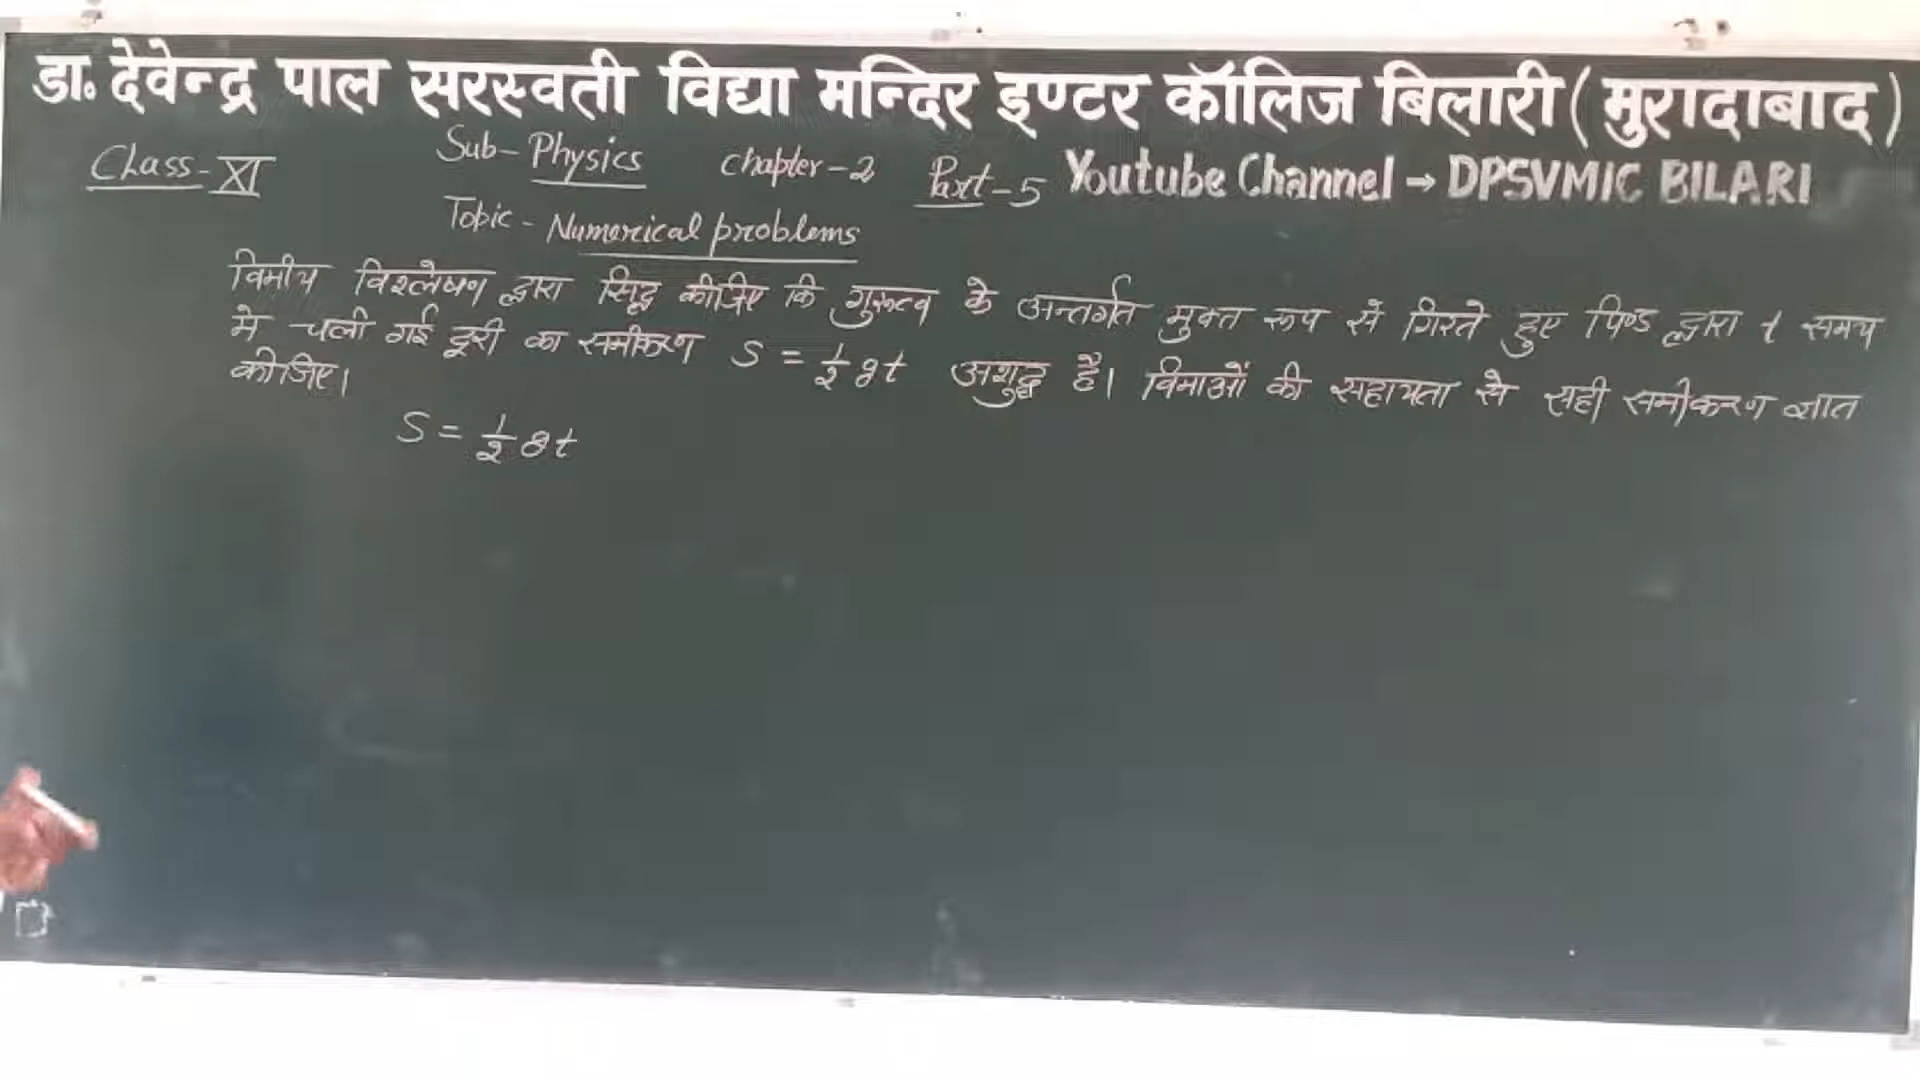 डा. देवेन्द्र पाल सरस्वती विद्या मन्दिर इण्टर कॉलिज बिलारी (मुरादाबाद)
Class-XI Sub-Physics Chapter-2 Part-5 Youtube Channel → DPSVMIC BILARI
Topic - Numerical problems
विमीय विश्लेषण द्वारा सिद्ध कीजिए कि गुरुत्व के अन्तर्गत मुक्त रूप से गिरते हुए पिण्ड द्वारा t समय
मे चली गई दूरी का समीकरण S = 1/2 gt अशुद्ध है। विमाओं की सहायता से सही समीकरण ज्ञात
कीजिए।
S = 1/2 gt